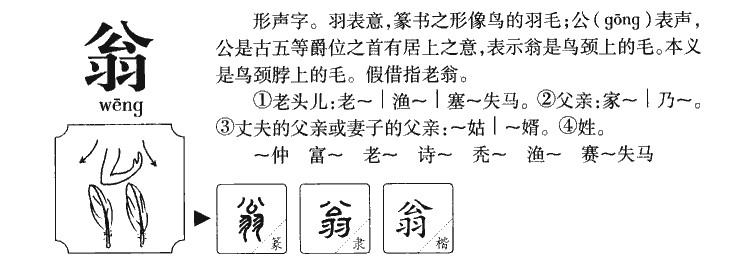 翁
wēng
形声字。羽表意,篆书之形像鸟的羽毛;公(gōng)表声,
公是古五等爵位之首有居上之意,表示翁是鸟颈上的毛。本义
是鸟颈脖上的毛。假借指老翁。
①老头儿:老～｜渔～｜塞～失马。②父亲:家～｜乃～。
③丈夫的父亲或妻子的父亲:～姑｜～婿。④姓。
～仲 富～ 老～ 诗～ 秃～ 渔～ 赛～失马
翁 篆 翁 隶 翁 楷